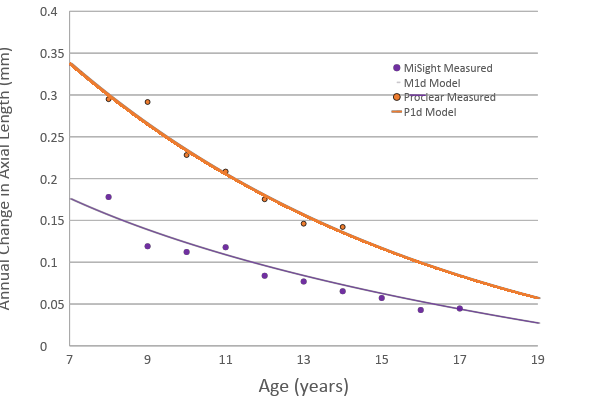 0.4
0.35
0.3
0.25
0.2
0.15
0.1
0.05
0
Annual Change in Axial Length (mm)
MiSight Measured
M1d Model
Proclear Measured
P1d Model
7 9 11 13 15 17 19
Age (years)